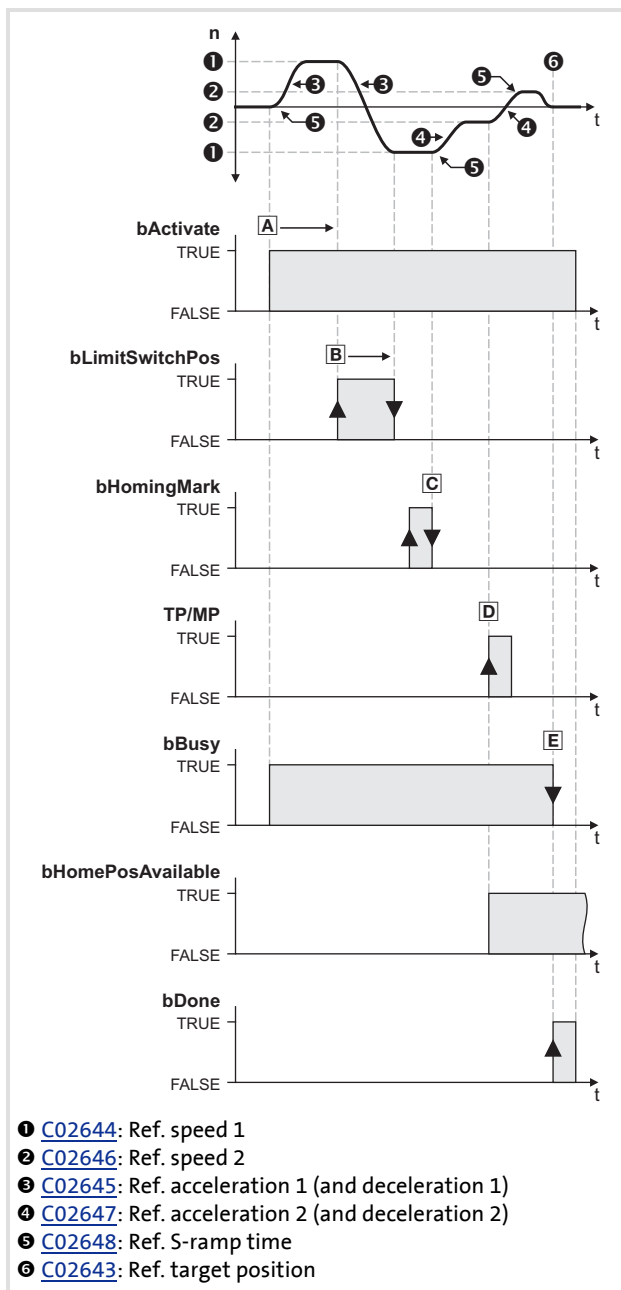 n
❶ ❸ ❸ ❺ ❻
❷
❺ t
❷ ❹ ❹
❶ ❺
bActivate A
TRUE
FALSE
t
bLimitSwitchPos B
TRUE
FALSE
t
bHomingMark C
TRUE
FALSE
t
TP/MP D
TRUE
FALSE
t
bBusy E
TRUE
FALSE
t
bHomePosAvailable
TRUE
FALSE
t
bDone
TRUE
FALSE
t
❶ C02644: Ref. speed 1
❷ C02646: Ref. speed 2
❸ C02645: Ref. acceleration 1 (and deceleration 1)
❹ C02647: Ref. acceleration 2 (and deceleration 2)
❺ C02648: Ref. S-ramp time
❻ C02643: Ref. target position